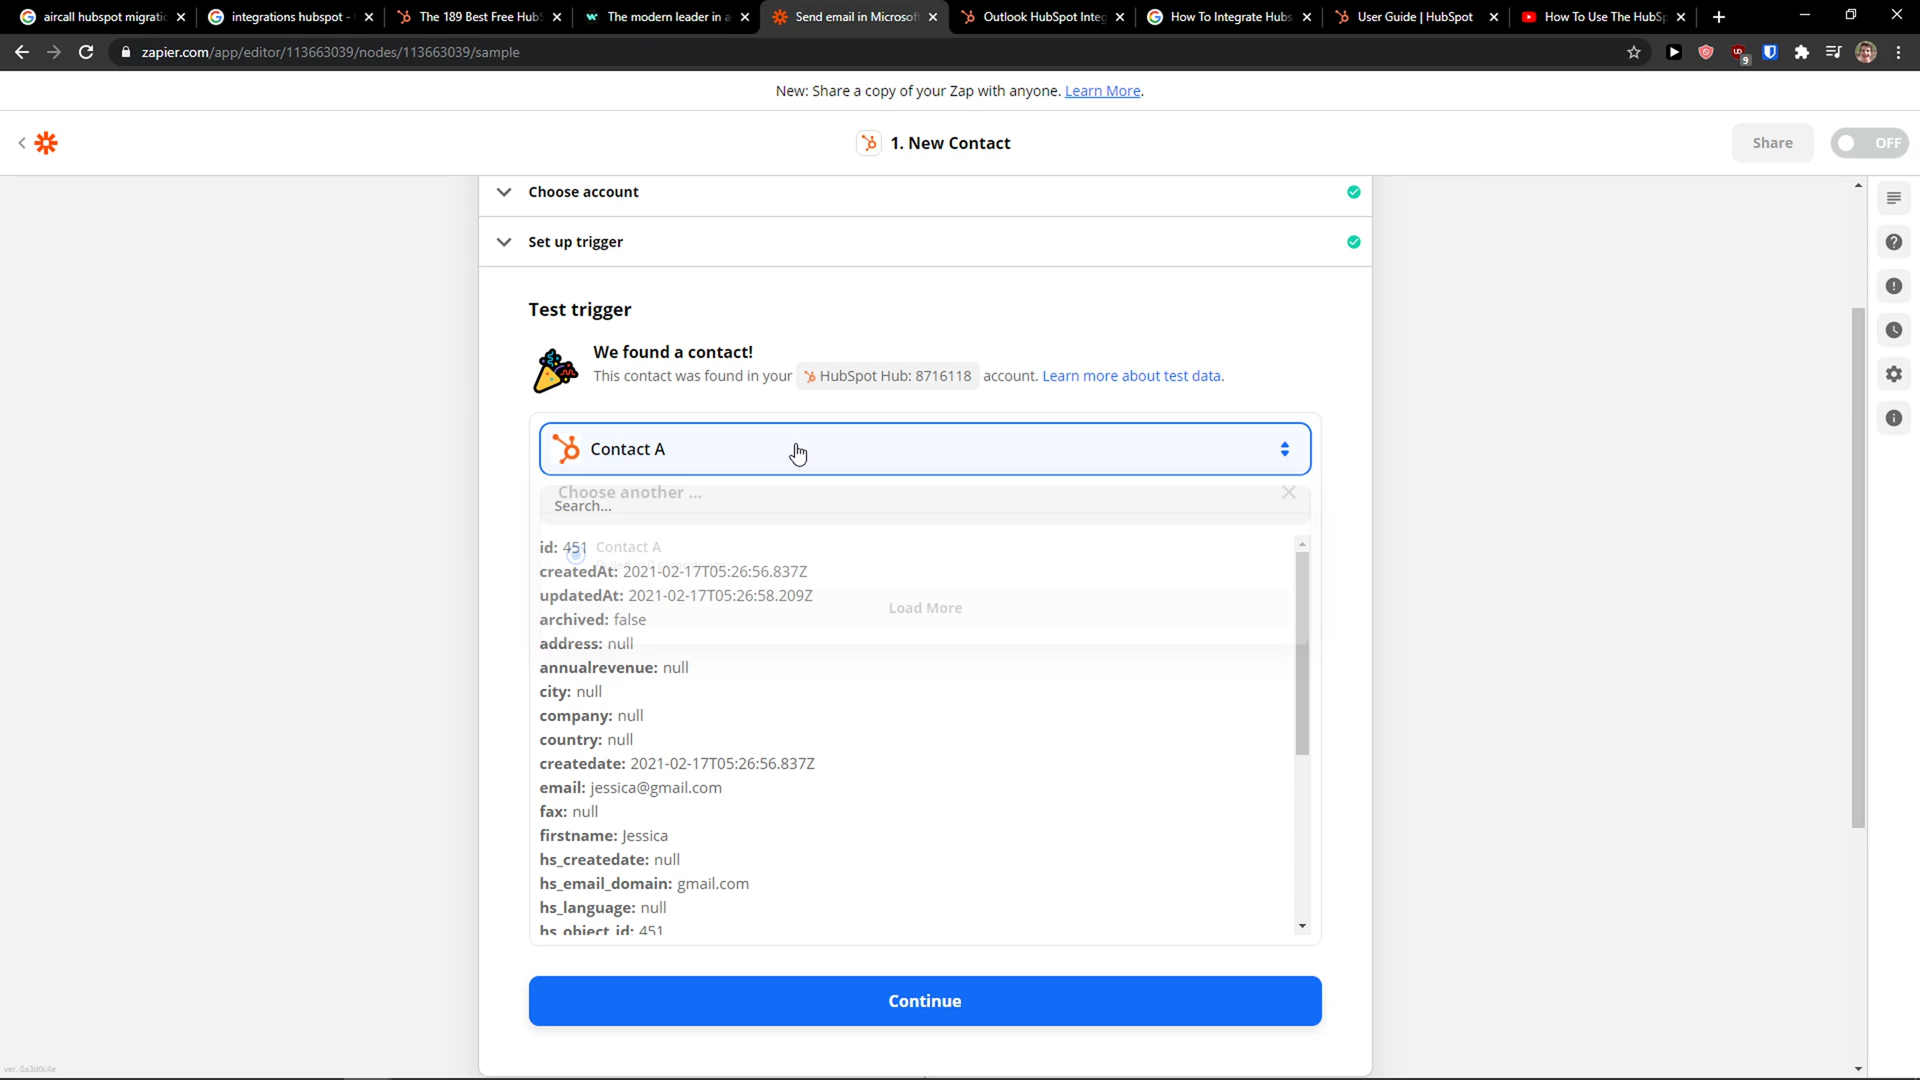 aircall hubspot migrati
integrations hubspot -
The 189 Best Free HubS
The modern leader in a
Send email in Microsof
Outlook HubSpot Integ
How To Integrate Hubs
User Guide | HubSpot
How To Use The HubSp
zapier.com/app/editor/113663039/nodes/113663039/sample
9
New: Share a copy of your Zap with anyone. Learn More.
1. New Contact
Share
OFF
Choose account
Set up trigger
Test trigger
We found a contact!
This contact was found in your HubSpot Hub: 8716118 account. Learn more about test data.
Contact A
Choose another ...
Search...
id: 451
Contact A
createdAt: 2021-02-17T05:26:56.837Z
updatedAt: 2021-02-17T05:26:58.209Z
Load More
archived: false
address: null
annualrevenue: null
city: null
company: null
country: null
createdate: 2021-02-17T05:26:56.837Z
email: jessica@gmail.com
fax: null
firstname: Jessica
hs_createdate: null
hs_email_domain: gmail.com
hs_language: null
hs_object_id: 451
Continue
ver. 0a3d0c4e